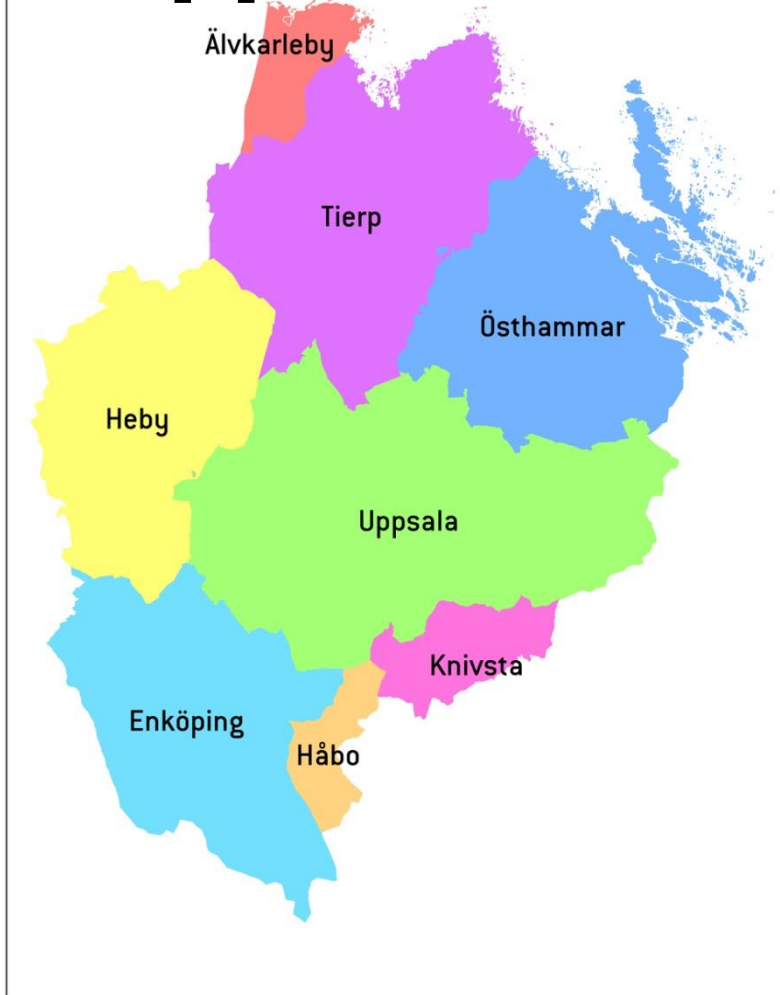 Älvkarleby
Tierp
Östhammar
Heby
Uppsala
Knivsta
Enköping
Håbo